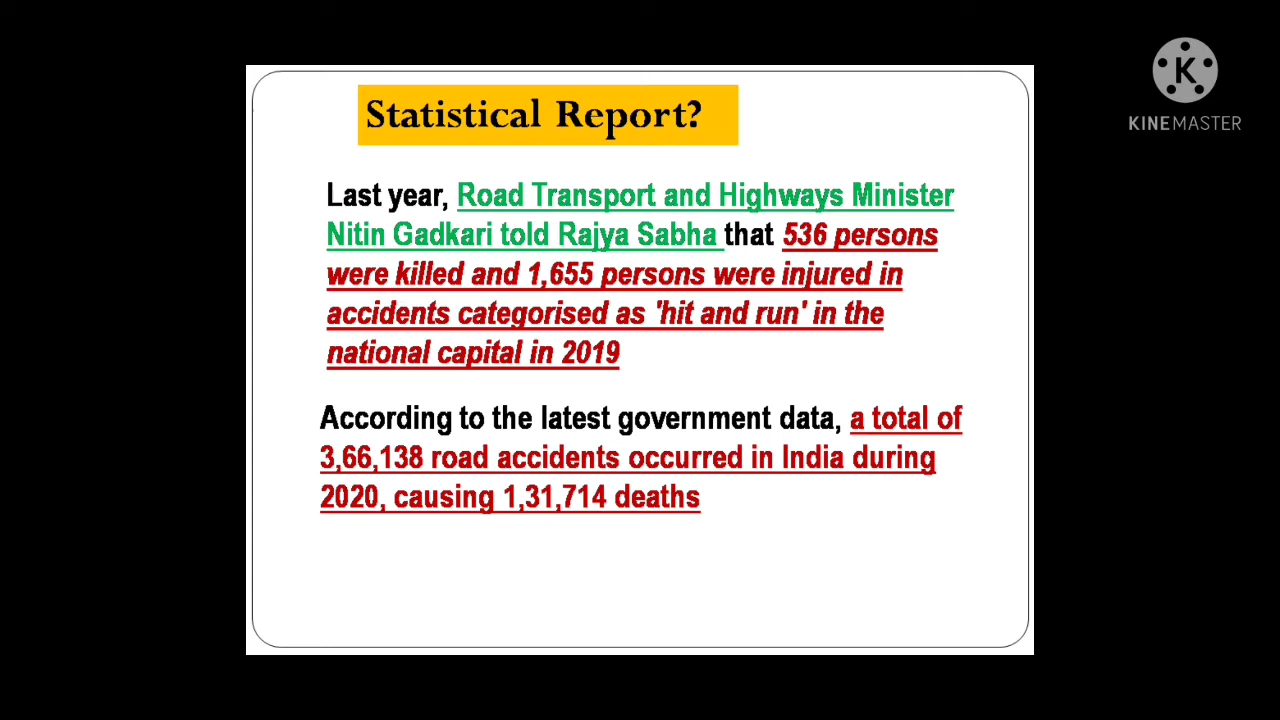 Statistical Report?
K
KINEMASTER
Last year, Road Transport and Highways Minister
Nitin Gadkari told Rajya Sabha that 536 persons
were killed and 1,655 persons were injured in
accidents categorised as 'hit and run' in the
national capital in 2019
According to the latest government data, a total of
3,66,138 road accidents occurred in India during
2020, causing 1,31,714 deaths